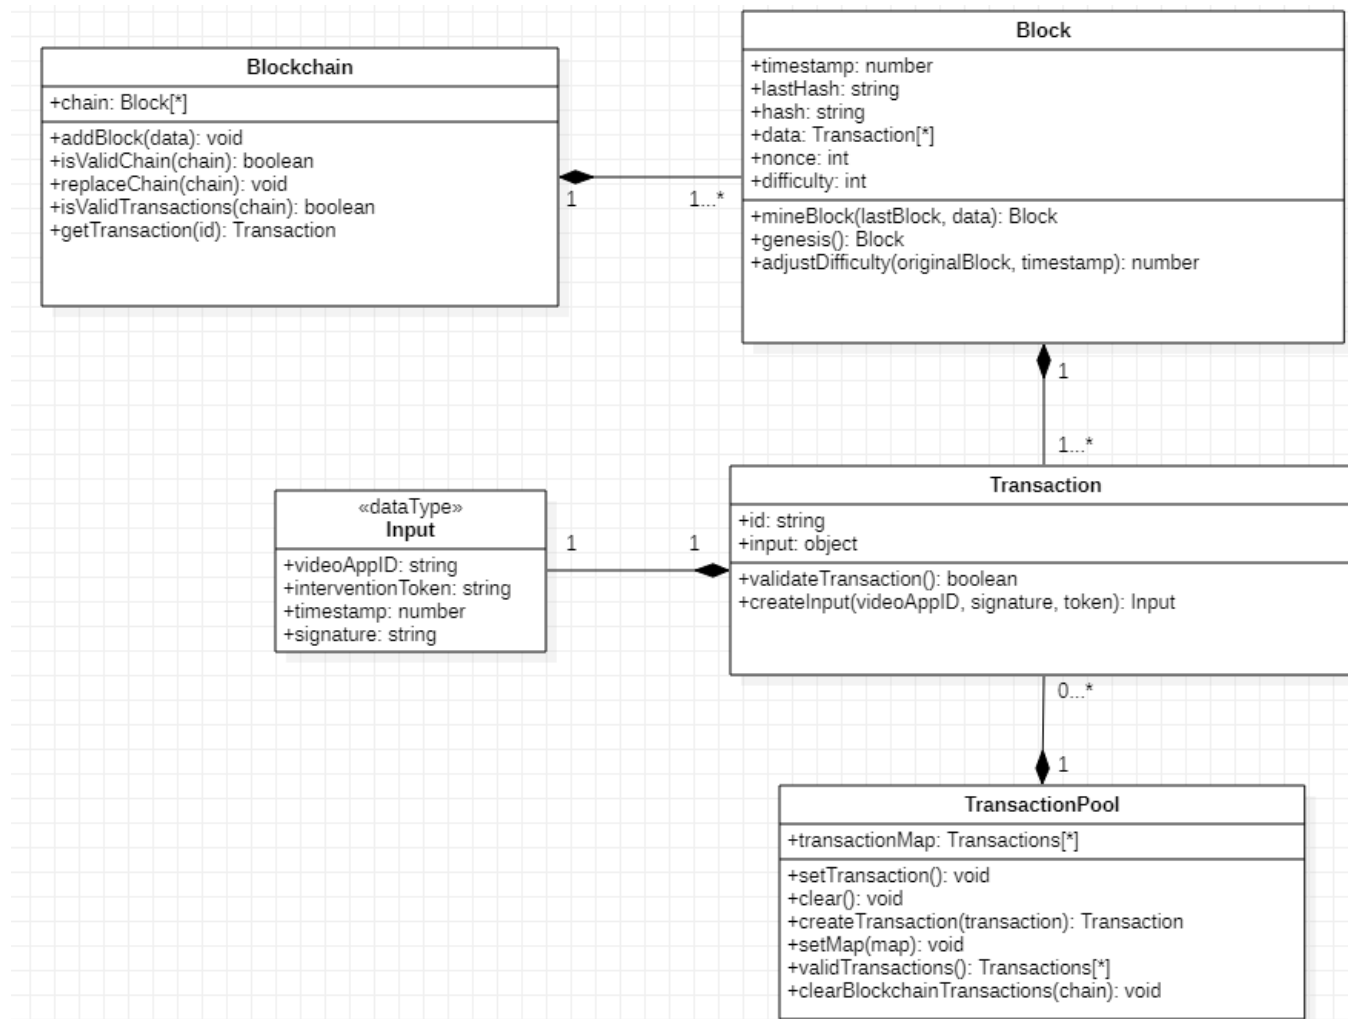 Blockchain
+chain: Block[*]
+addBlock(data): void
+isValidChain(chain): boolean
+replaceChain(chain): void
+isValidTransactions(chain): boolean
+getTransaction(id): Transaction
1
1...*
Block
+timestamp: number
+lastHash: string
+hash: string
+data: Transaction[*]
+nonce: int
+difficulty: int
+mineBlock(lastBlock, data): Block
+genesis(): Block
+adjustDifficulty(originalBlock, timestamp): number
1
1...*
«dataType»
Input
+videoAppID: string
+interventionToken: string
+timestamp: number
+signature: string
1
1
Transaction
+id: string
+input: object
+validateTransaction(): boolean
+createInput(videoAppID, signature, token): Input
0...*
1
TransactionPool
+transactionMap: Transactions[*]
+setTransaction(): void
+clear(): void
+createTransaction(transaction): Transaction
+setMap(map): void
+validTransactions(): Transactions[*]
+clearBlockchainTransactions(chain): void